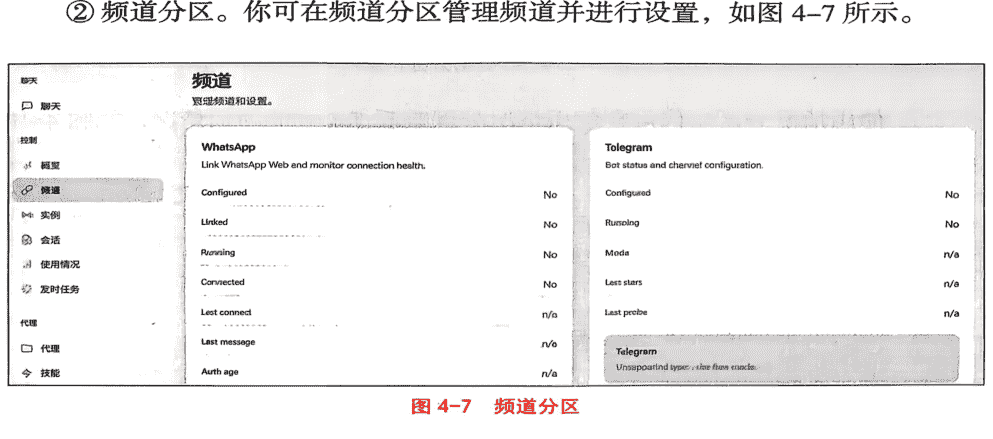 ② 频道分区。你可在频道分区管理频道并进行设置，如图 4-7 所示。
聊天
聊天
控制
概览
频道
实例
会话
使用情况
定时任务
代理
代理
技能
频道
管理频道和设置。
WhatsApp
Link WhatsApp Web and monitor connection health.
Configured No
Linked No
Running No
Connected No
Last connect n/a
Last message n/a
Auth age n/a
Telegram
Bot status and channel configuration.
Configured No
Running No
Mode n/a
Last start n/a
Last probe n/a
Telegram
Unsupported type:
图 4-7 频道分区